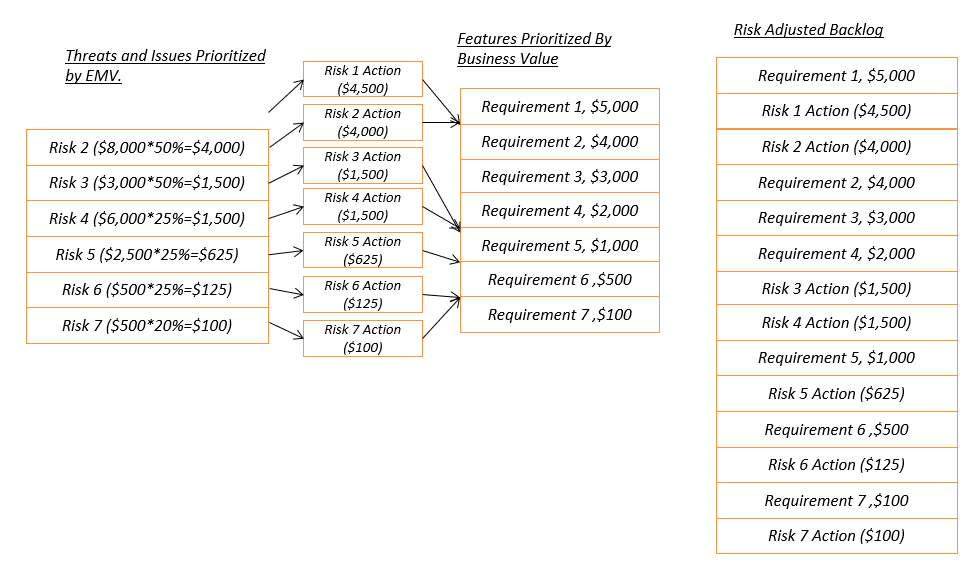 Threats and Issues Prioritized
by EMV.
Risk 2 ($8,000*50%=$4,000)
Risk 3 ($3,000*50%=$1,500)
Risk 4 ($6,000*25%=$1,500)
Risk 5 ($2,500*25%=$625)
Risk 6 ($500*25%=$125)
Risk 7 ($500*20%=$100)
Risk 1 Action
($4,500)
Risk 2 Action
($4,000)
Risk 3 Action
($1,500)
Risk 4 Action
($1,500)
Risk 5 Action
($625)
Risk 6 Action
($125)
Risk 7 Action
($100)
Features Prioritized By
Business Value
Requirement 1, $5,000
Requirement 2, $4,000
Requirement 3, $3,000
Requirement 4, $2,000
Requirement 5, $1,000
Requirement 6 ,$500
Requirement 7 ,$100
Risk Adjusted Backlog
Requirement 1, $5,000
Risk 1 Action ($4,500)
Risk 2 Action ($4,000)
Requirement 2, $4,000
Requirement 3, $3,000
Requirement 4, $2,000
Risk 3 Action ($1,500)
Risk 4 Action ($1,500)
Requirement 5, $1,000
Risk 5 Action ($625)
Requirement 6 ,$500
Risk 6 Action ($125)
Requirement 7 ,$100
Risk 7 Action ($100)